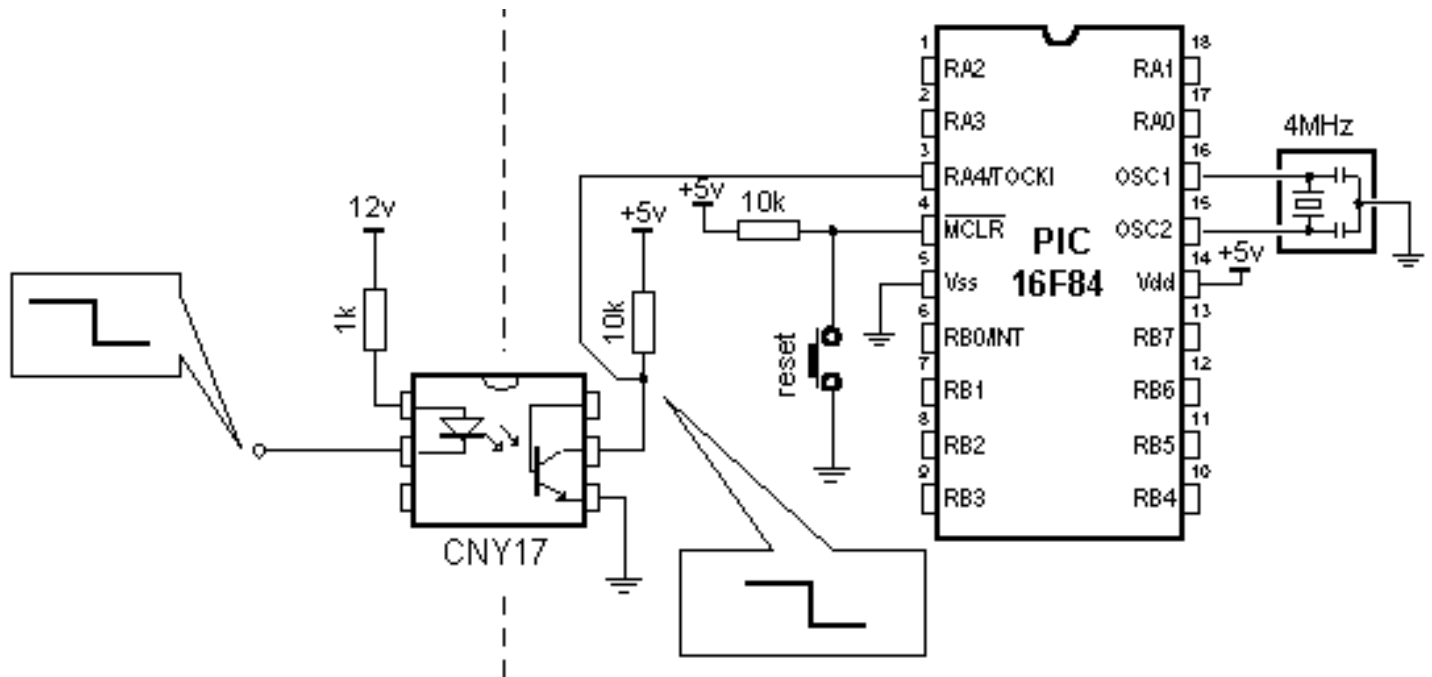 12v
1k
CNY17
+5v
10k
+5v
10k
reset
1
RA2
2
RA3
3
RA4/TOCKI
4
MCLR
5
Vss
6
RB0/INT
7
RB1
8
RB2
9
RB3
PIC
16F84
18
RA1
17
RA0
16
OSC1
15
OSC2
14
Vdd
13
RB7
12
RB6
11
RB5
10
RB4
4MHz
+5v